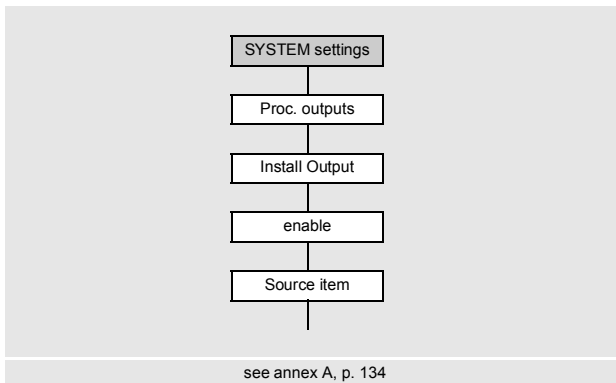 SYSTEM settings
Proc. outputs
Install Output
enable
Source item
see annex A, p. 134